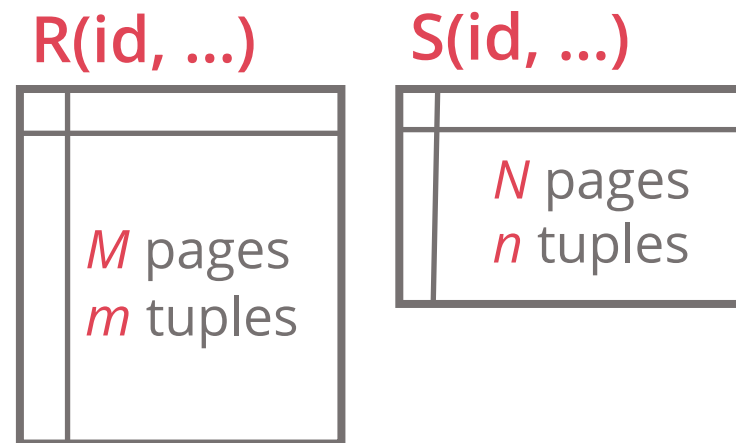 R(id, ...)
M pages
m tuples
S(id, ...)
N pages
n tuples